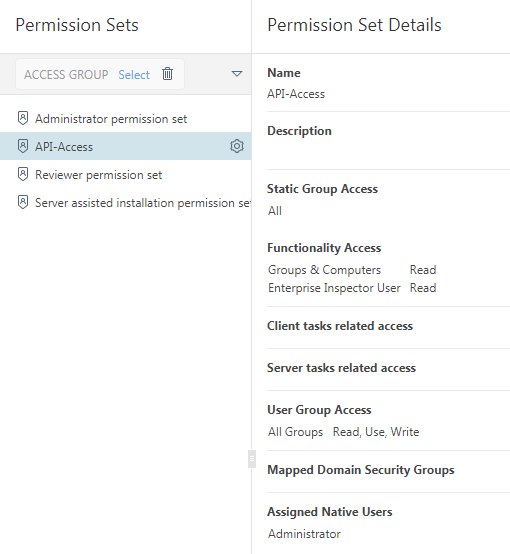 Permission Sets
ACCESS GROUP Select
Administrator permission set
API-Access
Reviewer permission set
Server assisted installation permission se
Permission Set Details
Name
API-Access
Description
Static Group Access
All
Functionality Access
Groups & Computers Read
Enterprise Inspector User Read
Client tasks related access
Server tasks related access
User Group Access
All Groups Read, Use, Write
Mapped Domain Security Groups
Assigned Native Users
Administrator